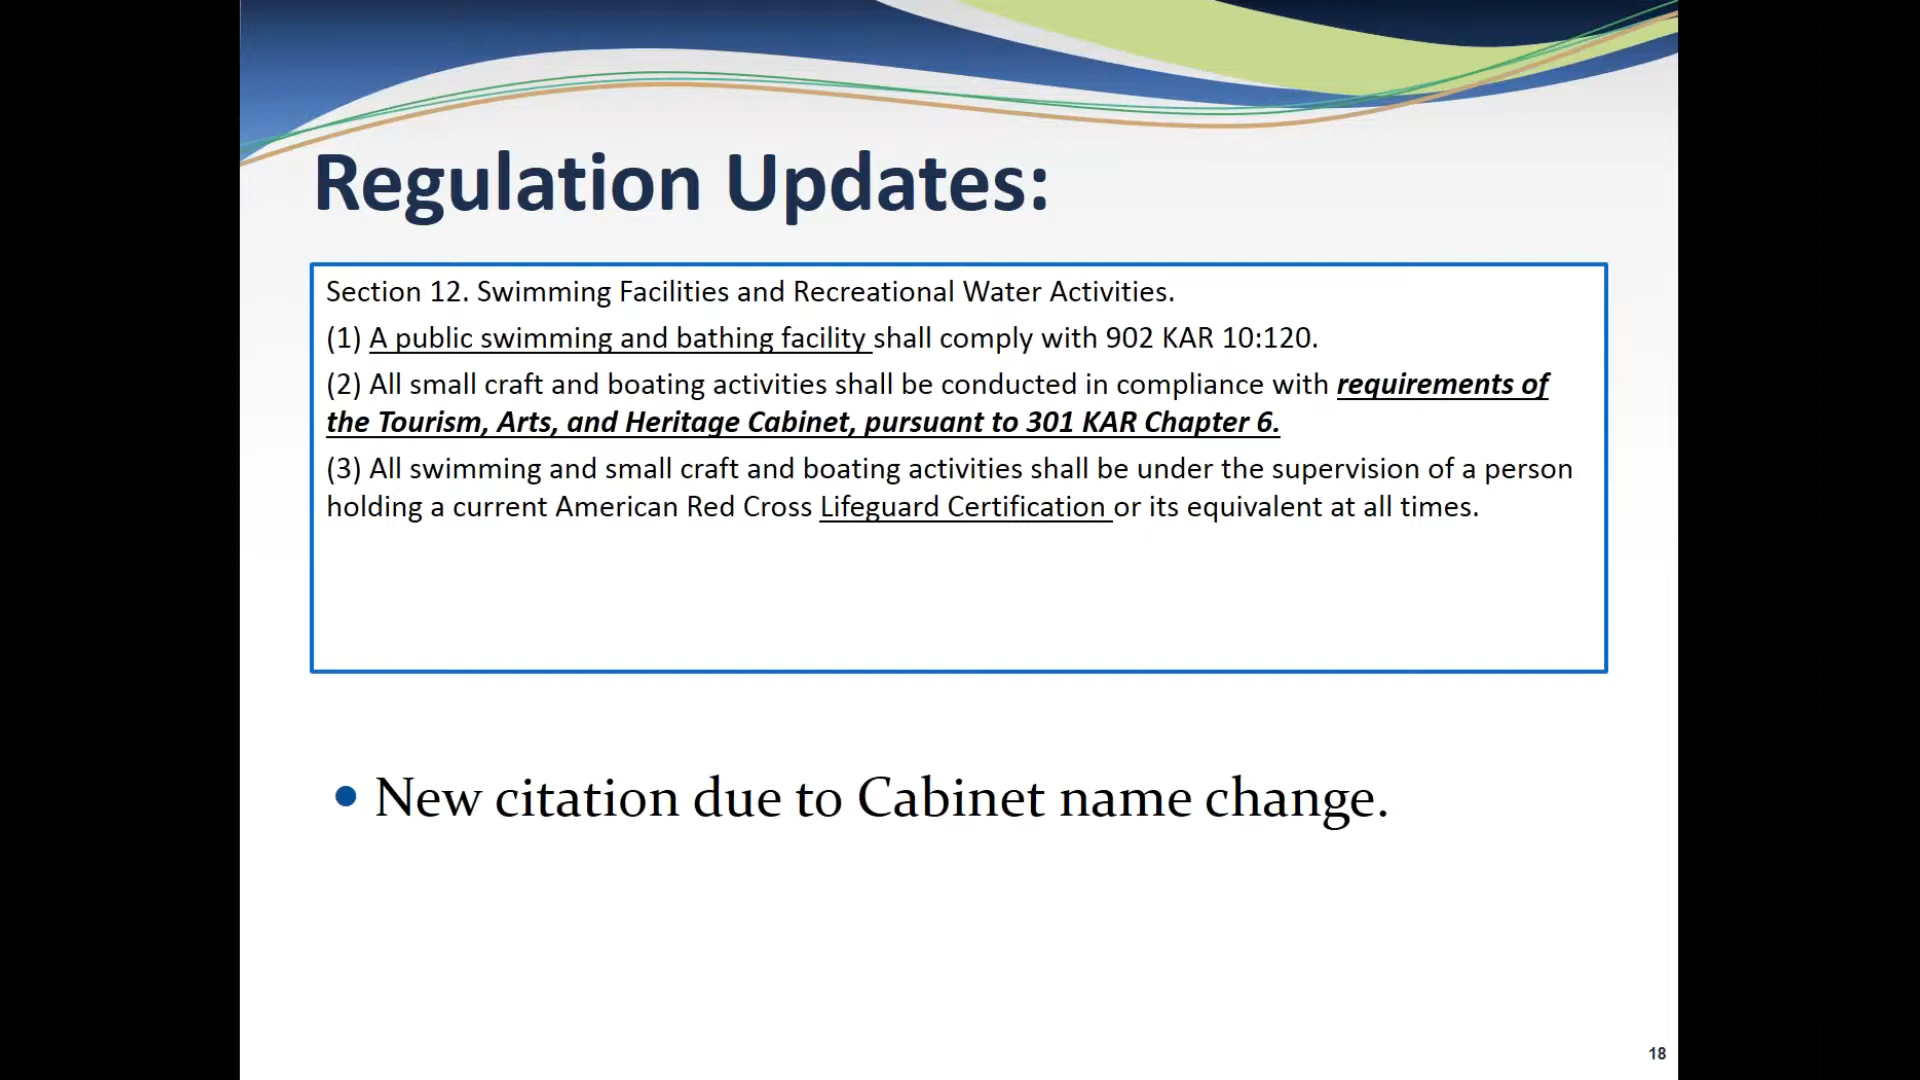 Regulation Updates:
Section 12. Swimming Facilities and Recreational Water Activities.
(1) A public swimming and bathing facility shall comply with 902 KAR 10:120.
(2) All small craft and boating activities shall be conducted in compliance with requirements of
the Tourism, Arts, and Heritage Cabinet, pursuant to 301 KAR Chapter 6.
(3) All swimming and small craft and boating activities shall be under the supervision of a person
holding a current American Red Cross Lifeguard Certification or its equivalent at all times.
• New citation due to Cabinet name change.
18